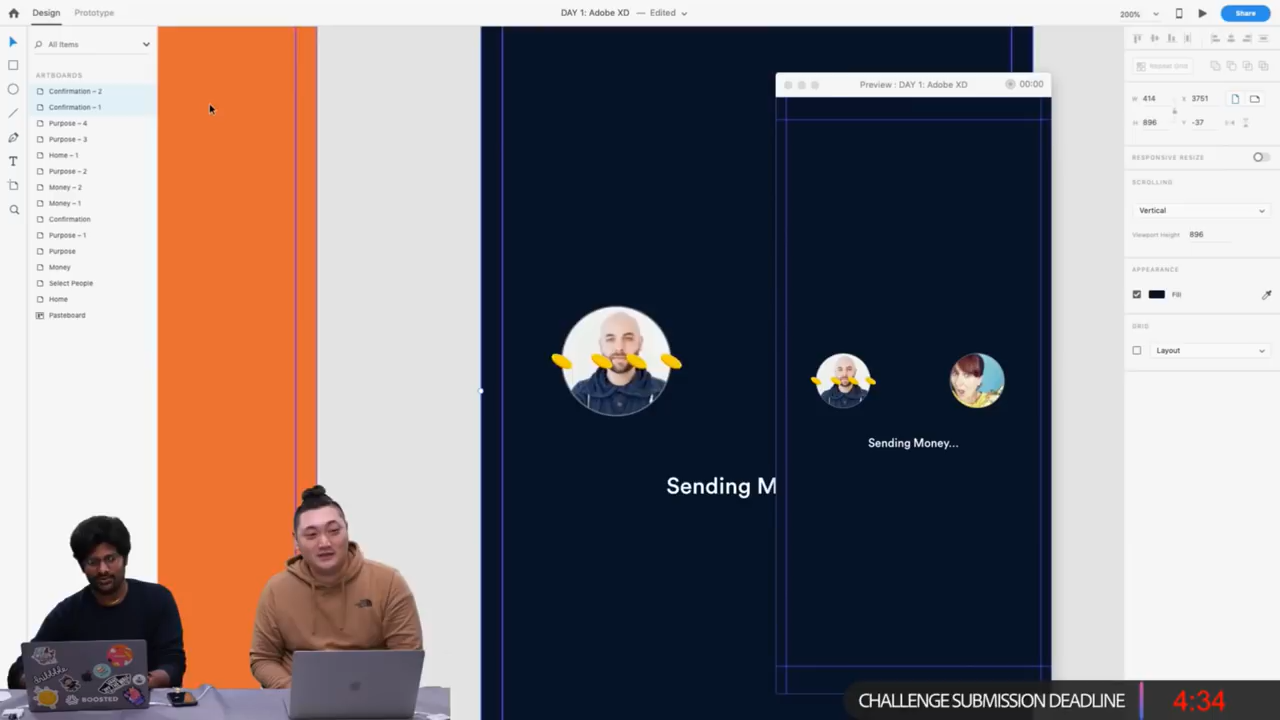 Design
Prototype
DAY 1: Adobe XD — Edited
200%
Share
All Items
ARTBOARDS
Confirmation – 2
Confirmation – 1
Purpose – 4
Purpose – 3
Home – 1
Purpose – 2
Money – 2
Money – 1
Confirmation
Purpose – 1
Purpose
Money
Select People
Home
Pasteboard
Sending M
Preview : DAY 1: Adobe XD
00:00
Sending Money...
Repeat Grid
W 414 X 3751
H 896 Y -37
RESPONSIVE RESIZE
SCROLLING
Vertical
Viewport Height 896
APPEARANCE
Fill
GRID
Layout
BOOSTED
CHALLENGE SUBMISSION DEADLINE
4:34